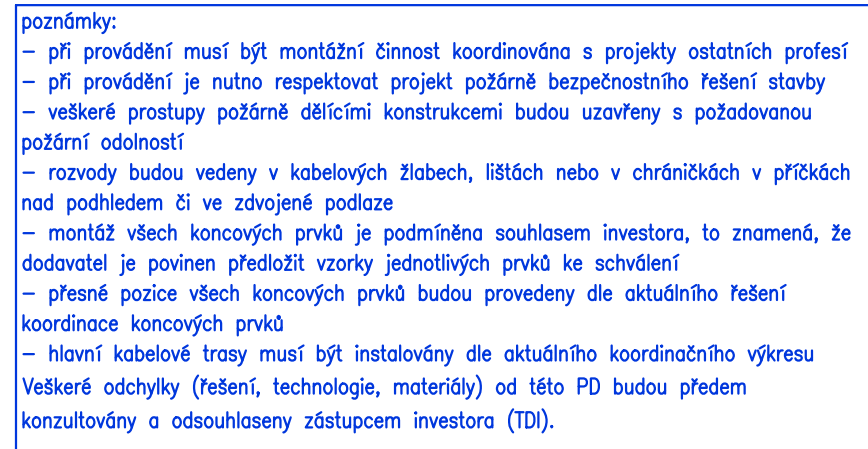 poznámky:
– při provádění musí být montážní činnost koordinována s projekty ostatních profesí
– při provádění je nutno respektovat projekt požárně bezpečnostního řešení stavby
– veškeré prostupy požárně dělícími konstrukcemi budou uzavřeny s požadovanou
požární odolností
– rozvody budou vedeny v kabelových žlabech, lištách nebo v chráničkách v příčkách
nad podhledem či ve zdvojené podlaze
– montáž všech koncových prvků je podmíněna souhlasem investora, to znamená, že
dodavatel je povinen předložit vzorky jednotlivých prvků ke schválení
– přesné pozice všech koncových prvků budou provedeny dle aktuálního řešení
koordinace koncových prvků
– hlavní kabelové trasy musí být instalovány dle aktuálního koordinačního výkresu
Veškeré odchylky (řešení, technologie, materiály) od této PD budou předem
konzultovány a odsouhlaseny zástupcem investora (TDI).